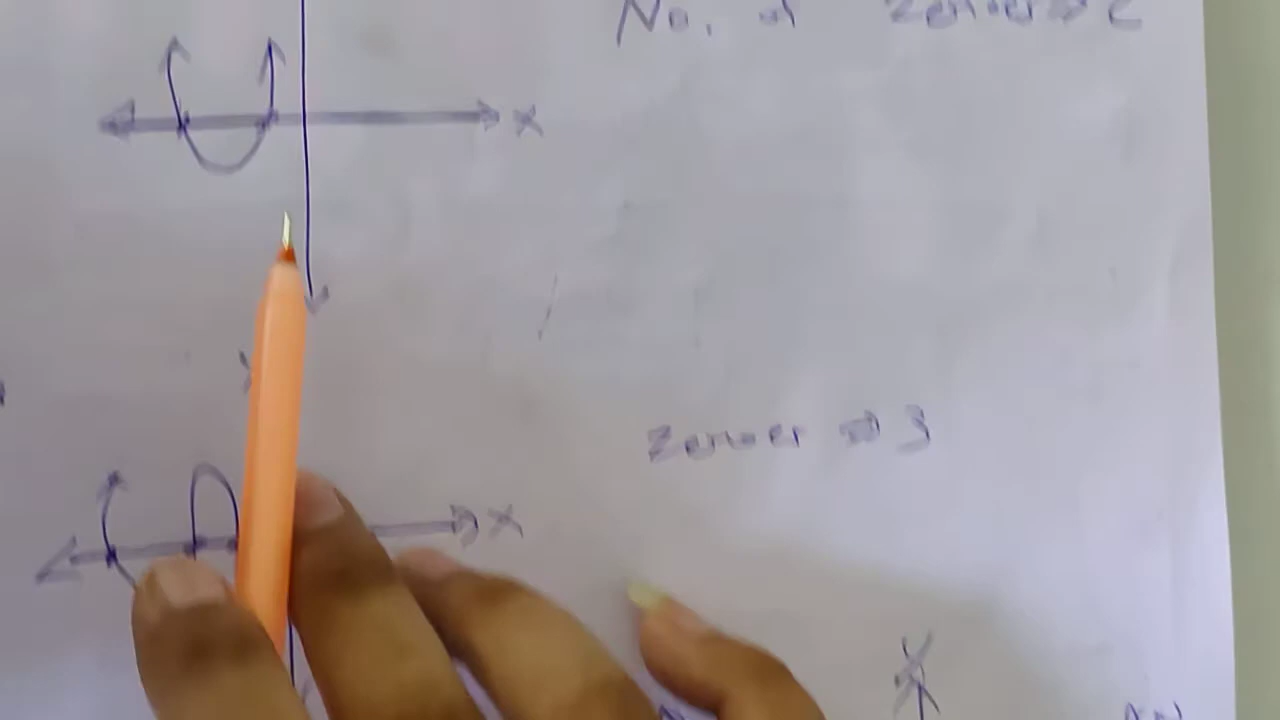 No. of Zeroes ⇒ 2
X
Zeroes ⇒ 3
X
Y